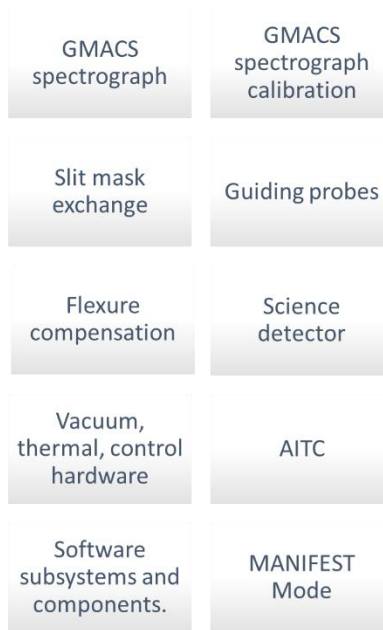 GMACS
spectrograph
GMACS
spectrograph
calibration
Slit mask
exchange
Guiding probes
Flexure
compensation
Science
detector
Vacuum,
thermal, control
hardware
AITC
Software
subsystems and
components.
MANIFEST
Mode